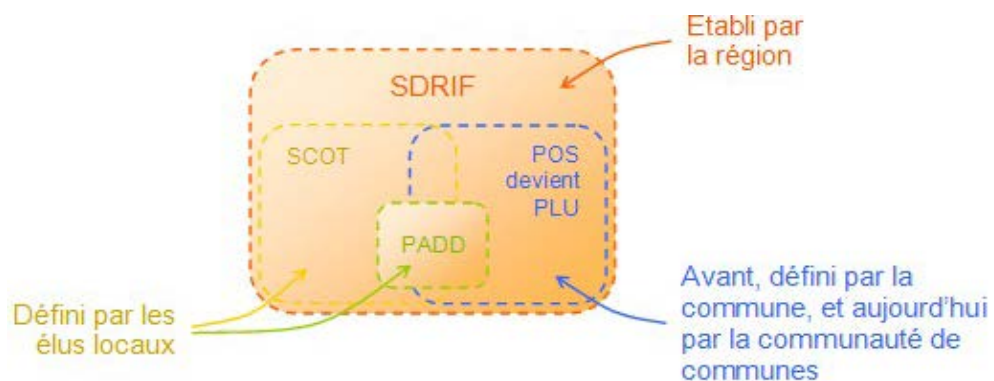 Etabli par
la région
SDRIF
SCOT
POS
devient
PLU
PADD
Défini par les
élus locaux
Avant, défini par la
commune, et aujourd'hui
par la communauté de
communes